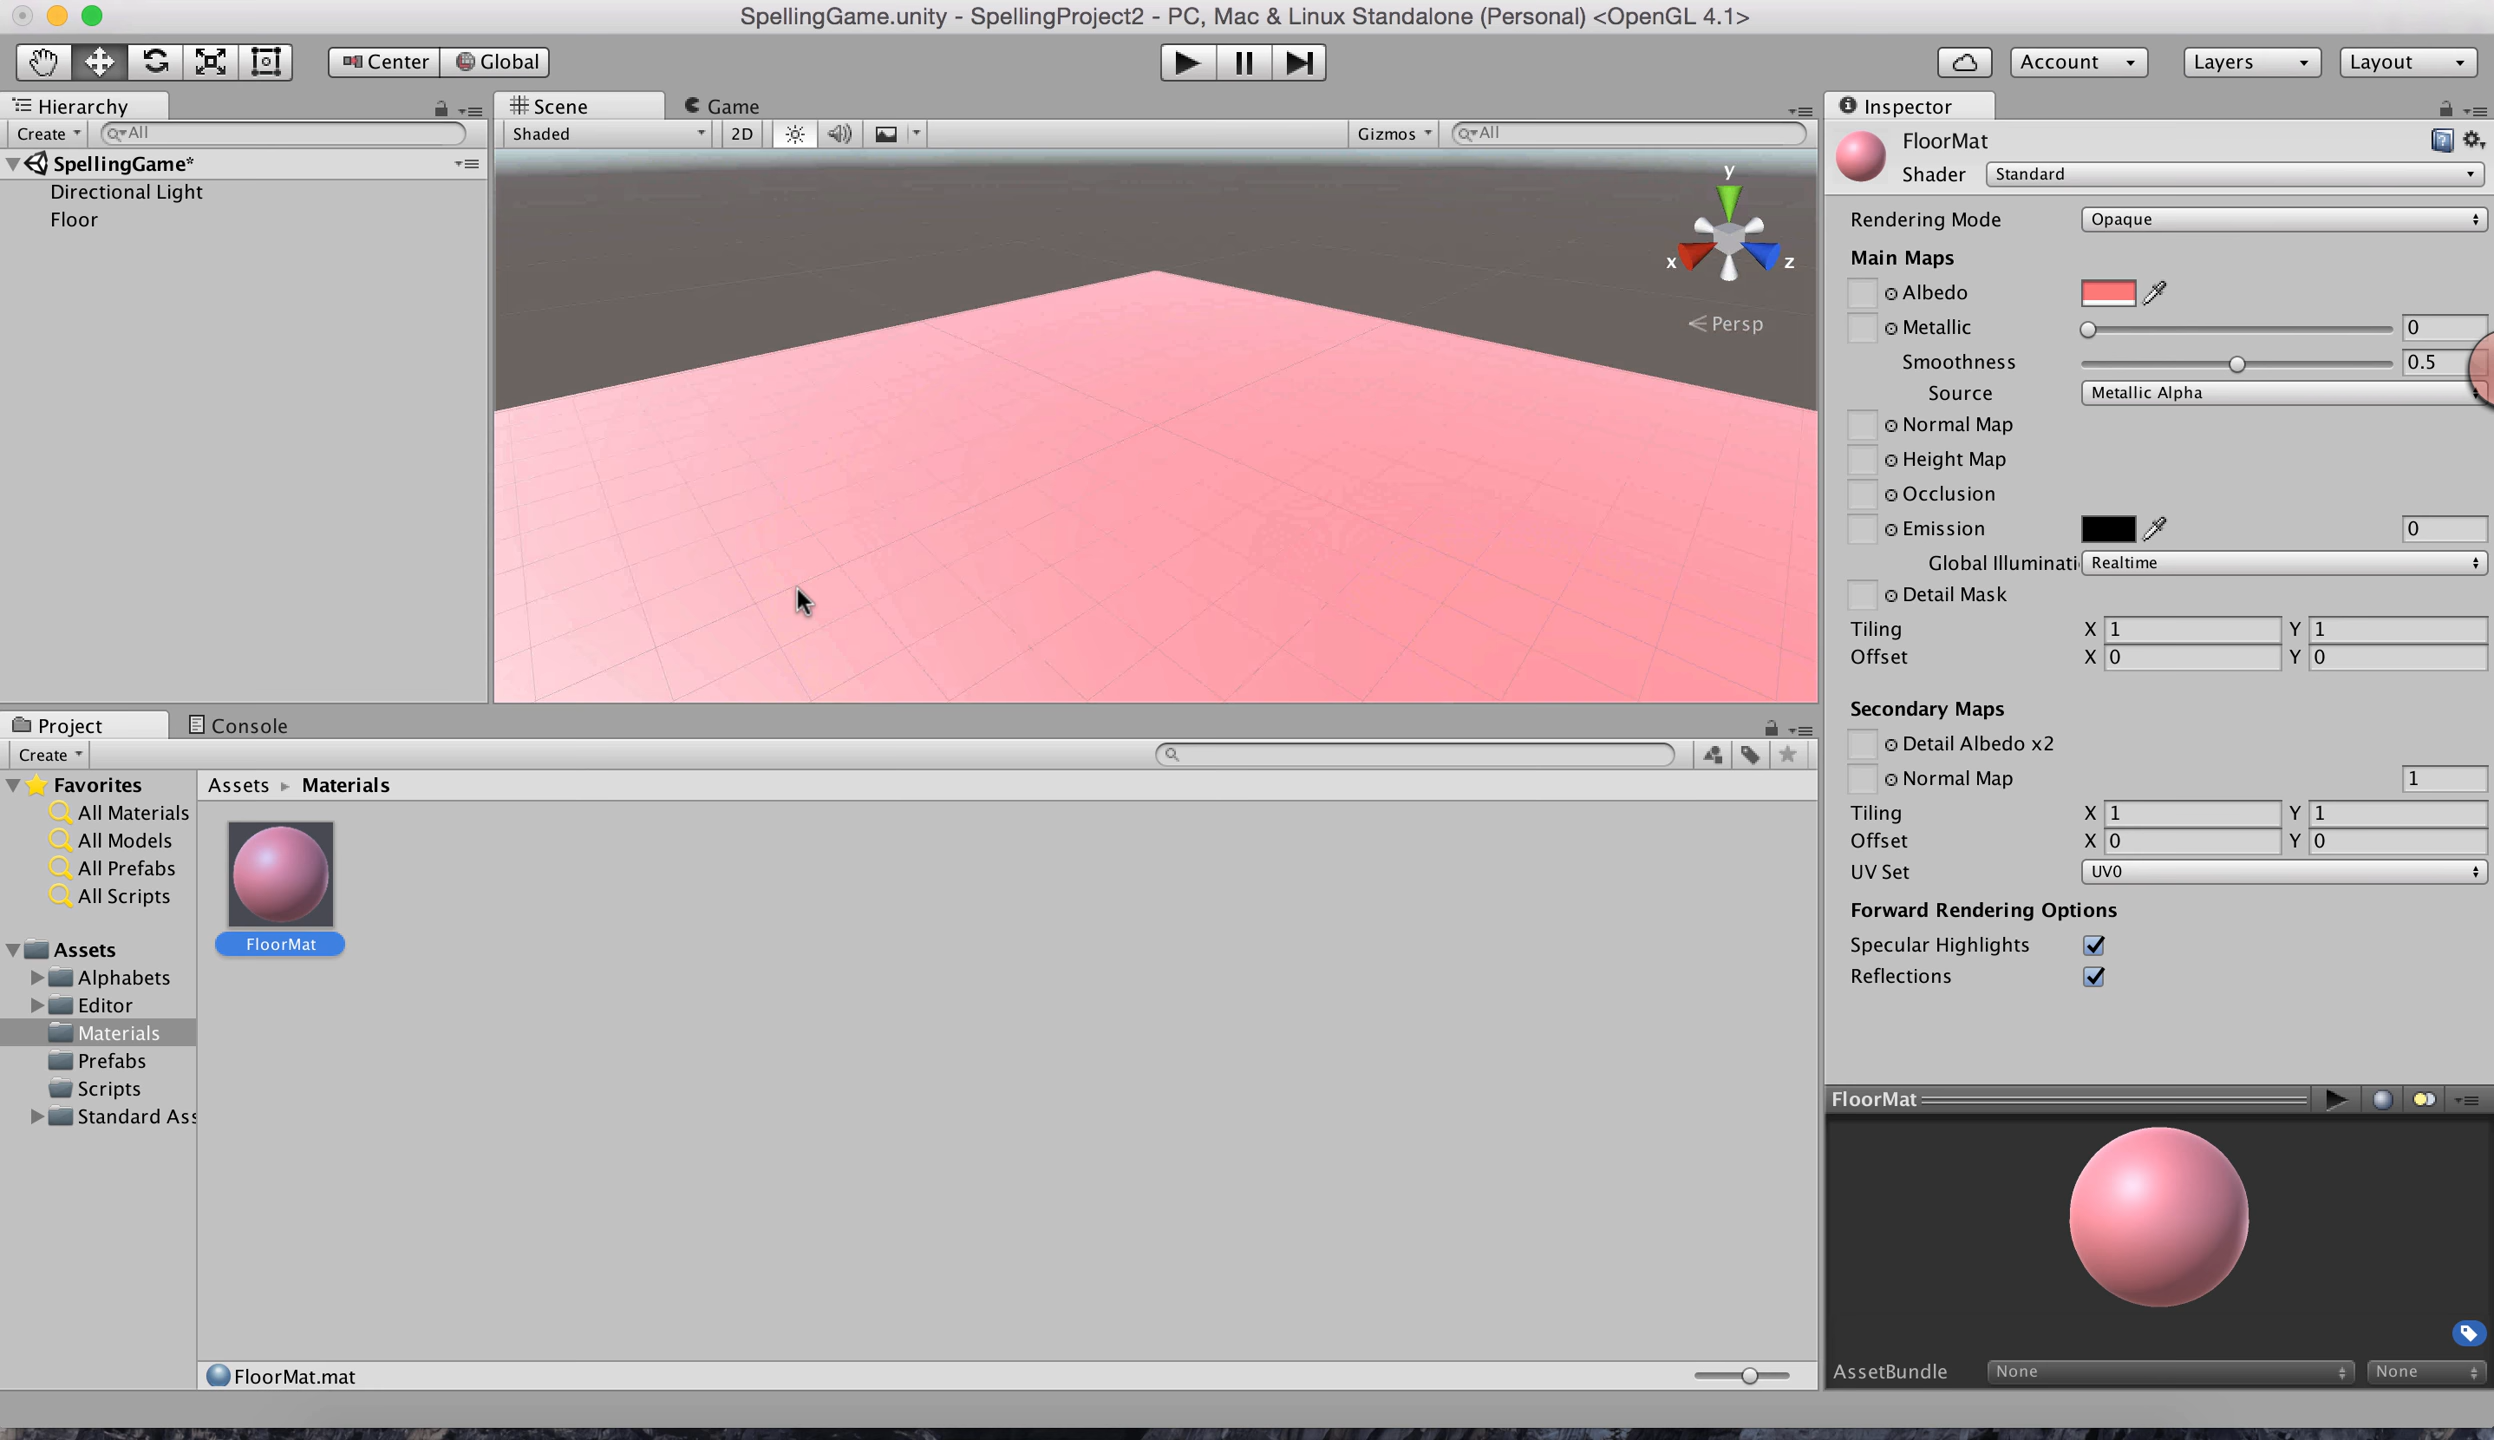 SpellingGame.unity - SpellingProject2 - PC, Mac & Linux Standalone (Personal) <OpenGL 4.1>
Center Global Account Layers Layout
Hierarchy
Create All
SpellingGame*
Directional Light
Floor
Scene Game
Shaded 2D Gizmos All
y
x z
Persp
Inspector
FloorMat
Shader Standard
Rendering Mode Opaque
Main Maps
Albedo
Metallic 0
Smoothness 0.5
Source Metallic Alpha
Normal Map
Height Map
Occlusion
Emission 0
Global Illuminati Realtime
Detail Mask
Tiling X 1 Y 1
Offset X 0 Y 0
Secondary Maps
Detail Albedo x2
Normal Map 1
Tiling X 1 Y 1
Offset X 0 Y 0
UV Set UV0
Forward Rendering Options
Specular Highlights
Reflections
FloorMat
AssetBundle None None
Project Console
Create
Favorites
All Materials
All Models
All Prefabs
All Scripts
Assets
Alphabets
Editor
Materials
Prefabs
Scripts
Standard Ass
Assets Materials
FloorMat
FloorMat.mat